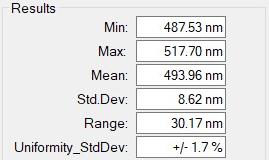 Results
Min: 487.53 nm
Max: 517.70 nm
Mean: 493.96 nm
Std.Dev: 8.62 nm
Range: 30.17 nm
Uniformity_StdDev: +/- 1.7 %